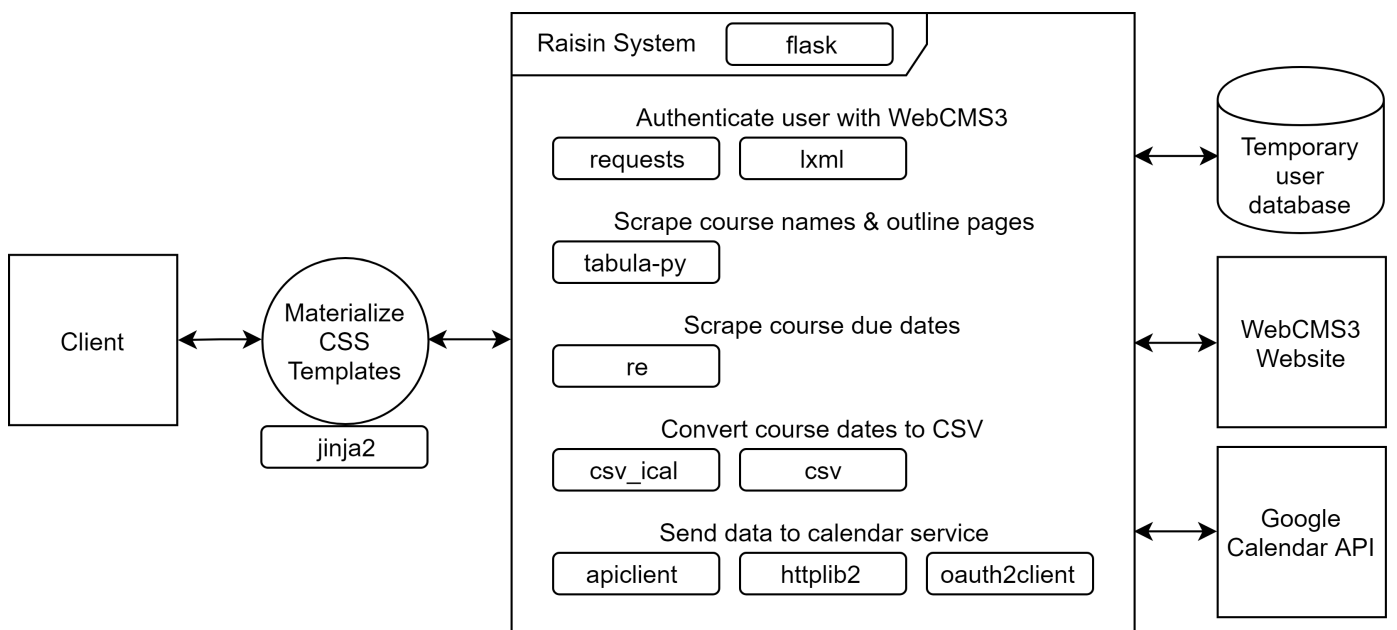 Raisin System
flask
Authenticate user with WebCMS3
requests
lxml
Scrape course names & outline pages
tabula-py
Scrape course due dates
re
Convert course dates to CSV
csv_ical
csv
Send data to calendar service
apiclient
httplib2
oauth2client
Client
Materialize
CSS
Templates
jinja2
Temporary
user
database
WebCMS3
Website
Google
Calendar API